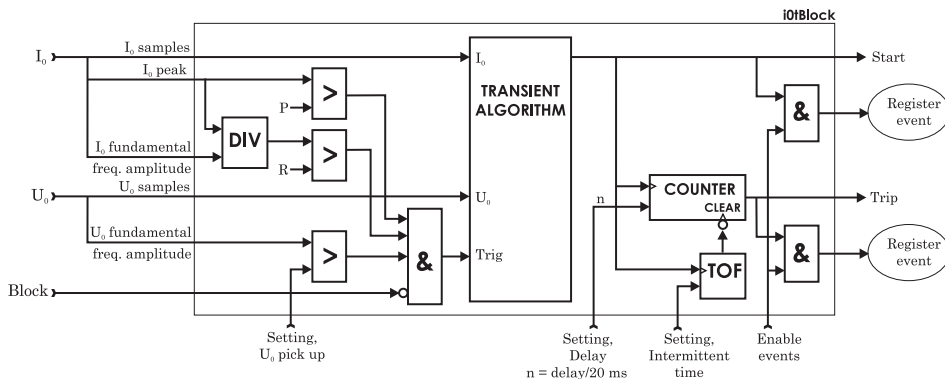 i0tBlock
I₀
I₀ samples
I₀
Start
I₀ peak
>
P
TRANSIENT
ALGORITHM
&
Register
event
DIV
>
R
I₀ fundamental
freq. amplitude
U₀
U₀ samples
U₀
n
COUNTER
CLEAR
Trip
U₀ fundamental
freq. amplitude
>
&
Trig
TOF
&
Register
event
Block
Setting,
U₀ pick up
Setting,
Delay
n = delay/20 ms
Setting,
Intermittent
time
Enable
events